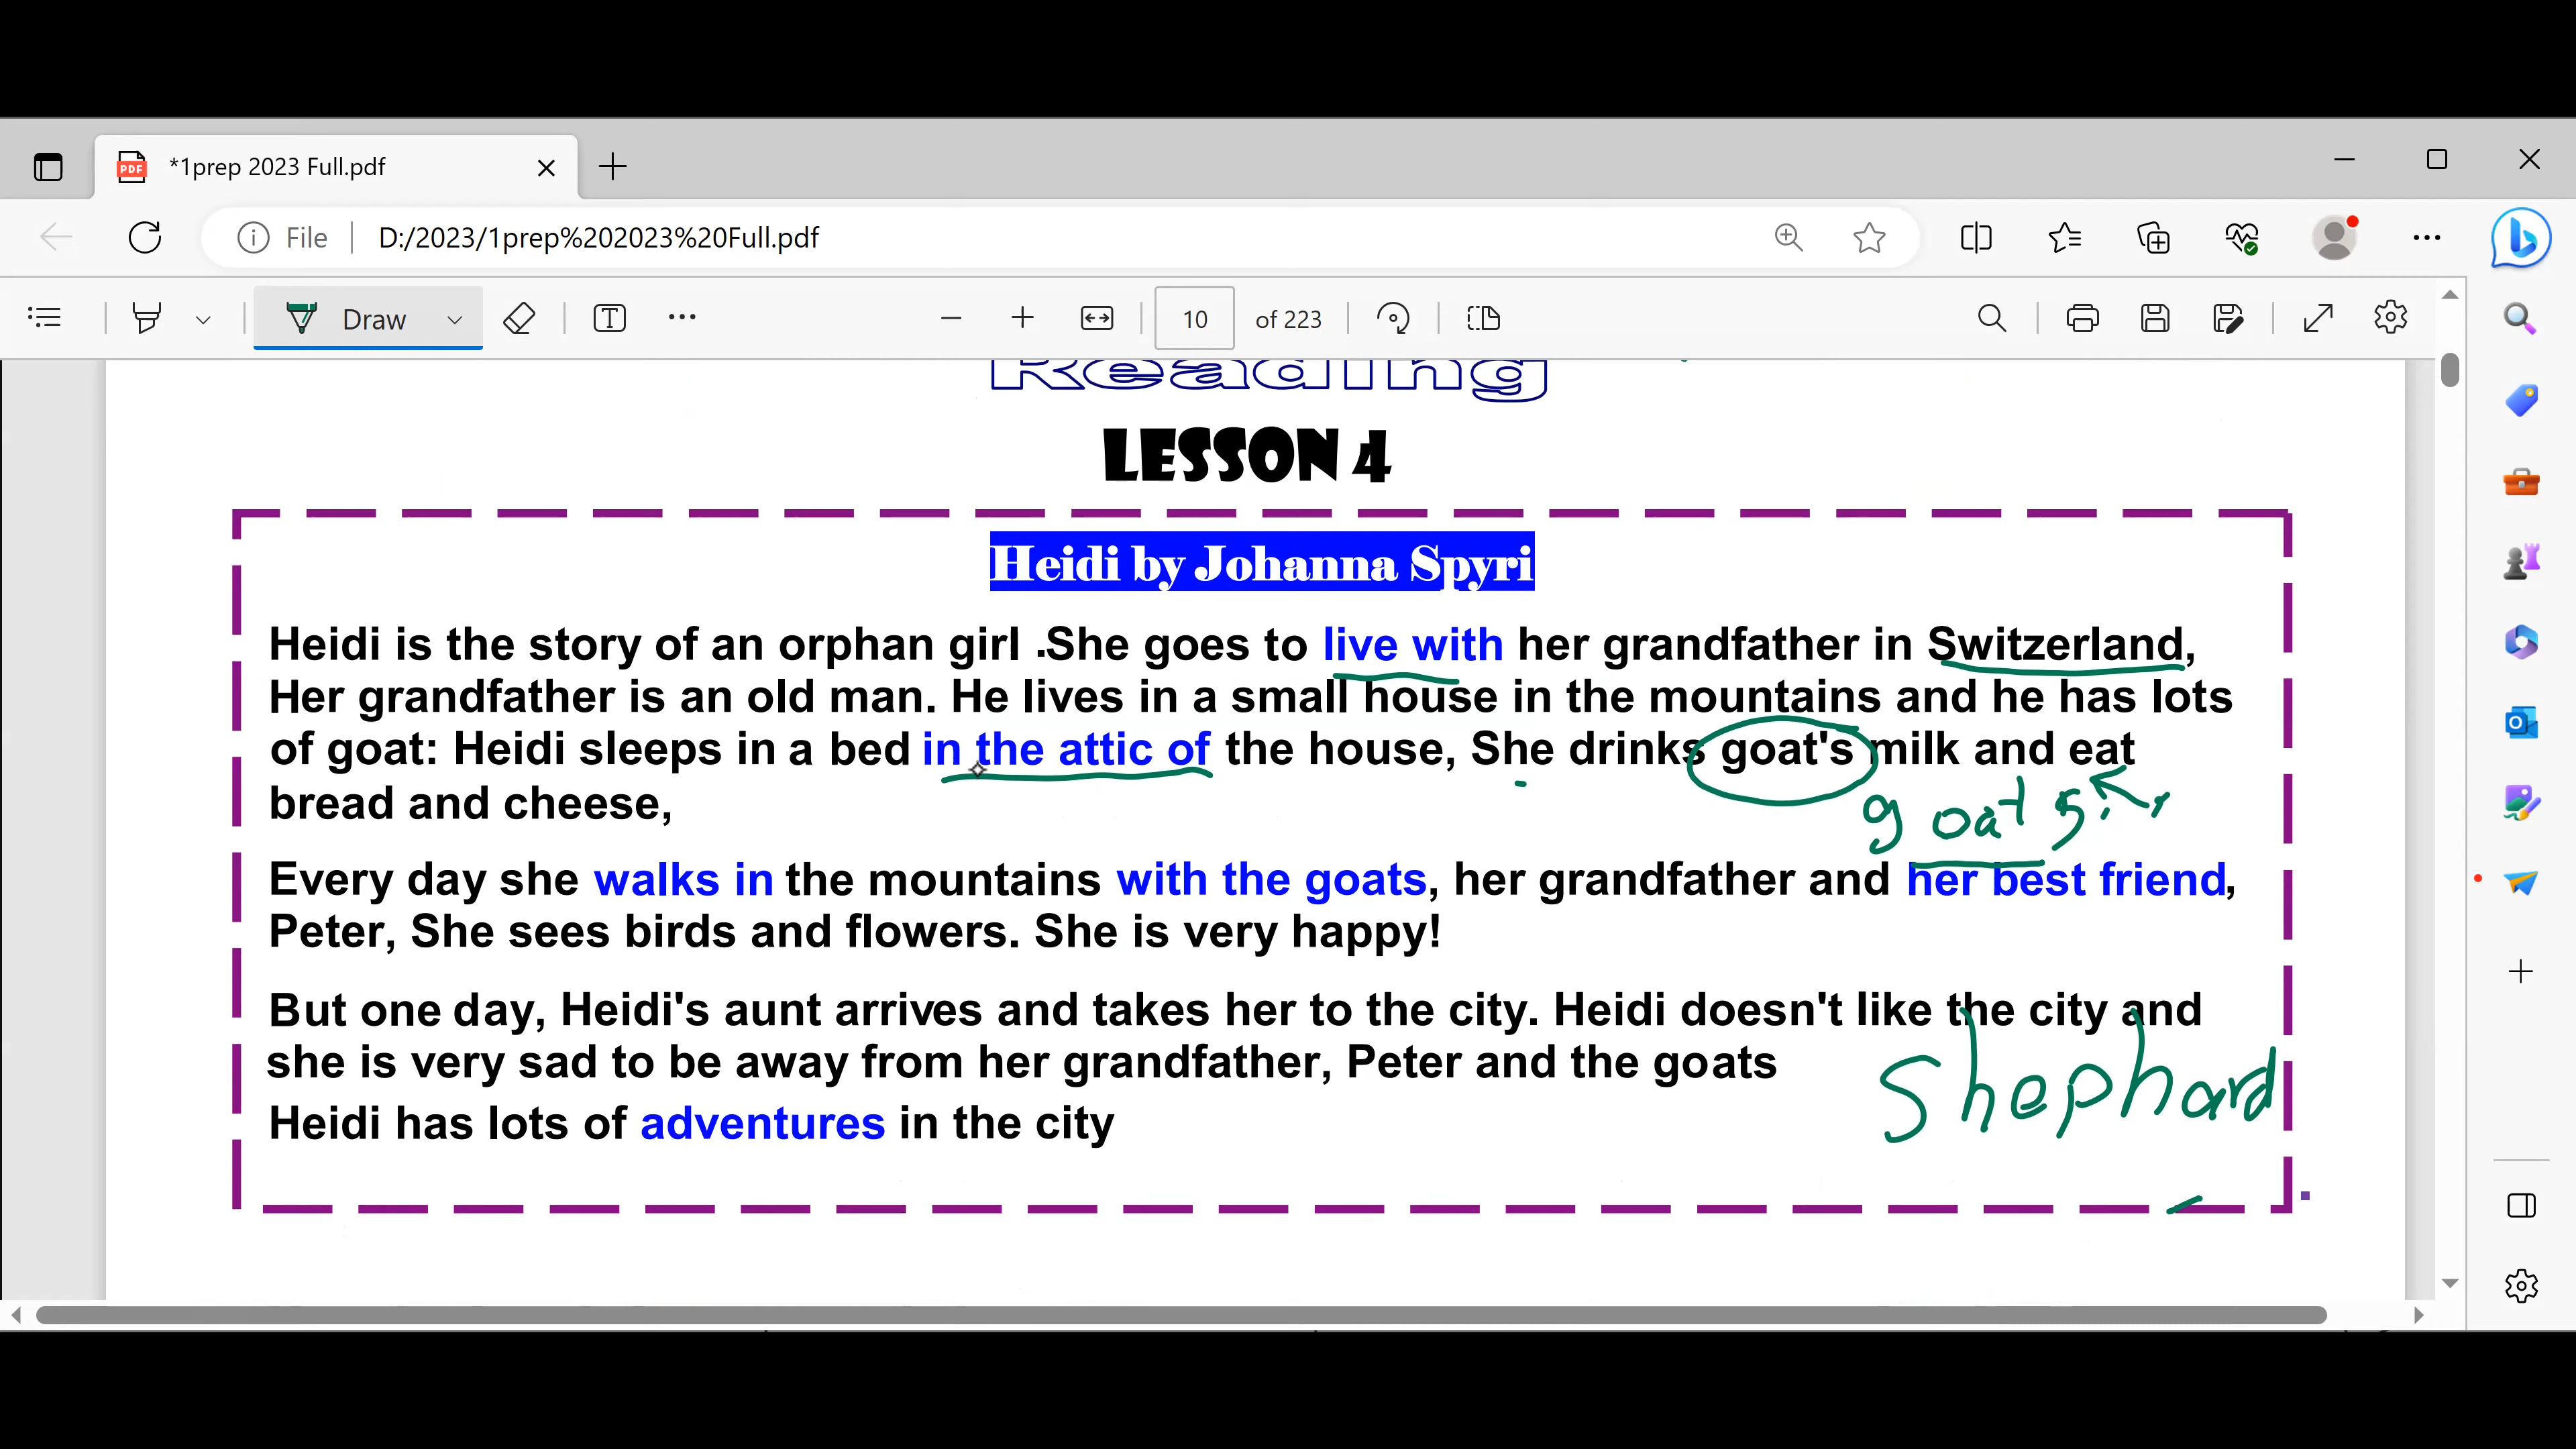 *1prep 2023 Full.pdf
File
D:/2023/1prep%202023%20Full.pdf
Draw
10 of 223
Reading
LESSON 4
Heidi by Johanna Spyri
Heidi is the story of an orphan girl .She goes to live with her grandfather in Switzerland,
Her grandfather is an old man. He lives in a small house in the mountains and he has lots
of goat: Heidi sleeps in a bed in the attic of the house, She drinks goat's milk and eat
goats'
bread and cheese,
Every day she walks in the mountains with the goats, her grandfather and her best friend,
Peter, She sees birds and flowers. She is very happy!
But one day, Heidi's aunt arrives and takes her to the city. Heidi doesn't like the city and
she is very sad to be away from her grandfather, Peter and the goats
Shephard
Heidi has lots of adventures in the city